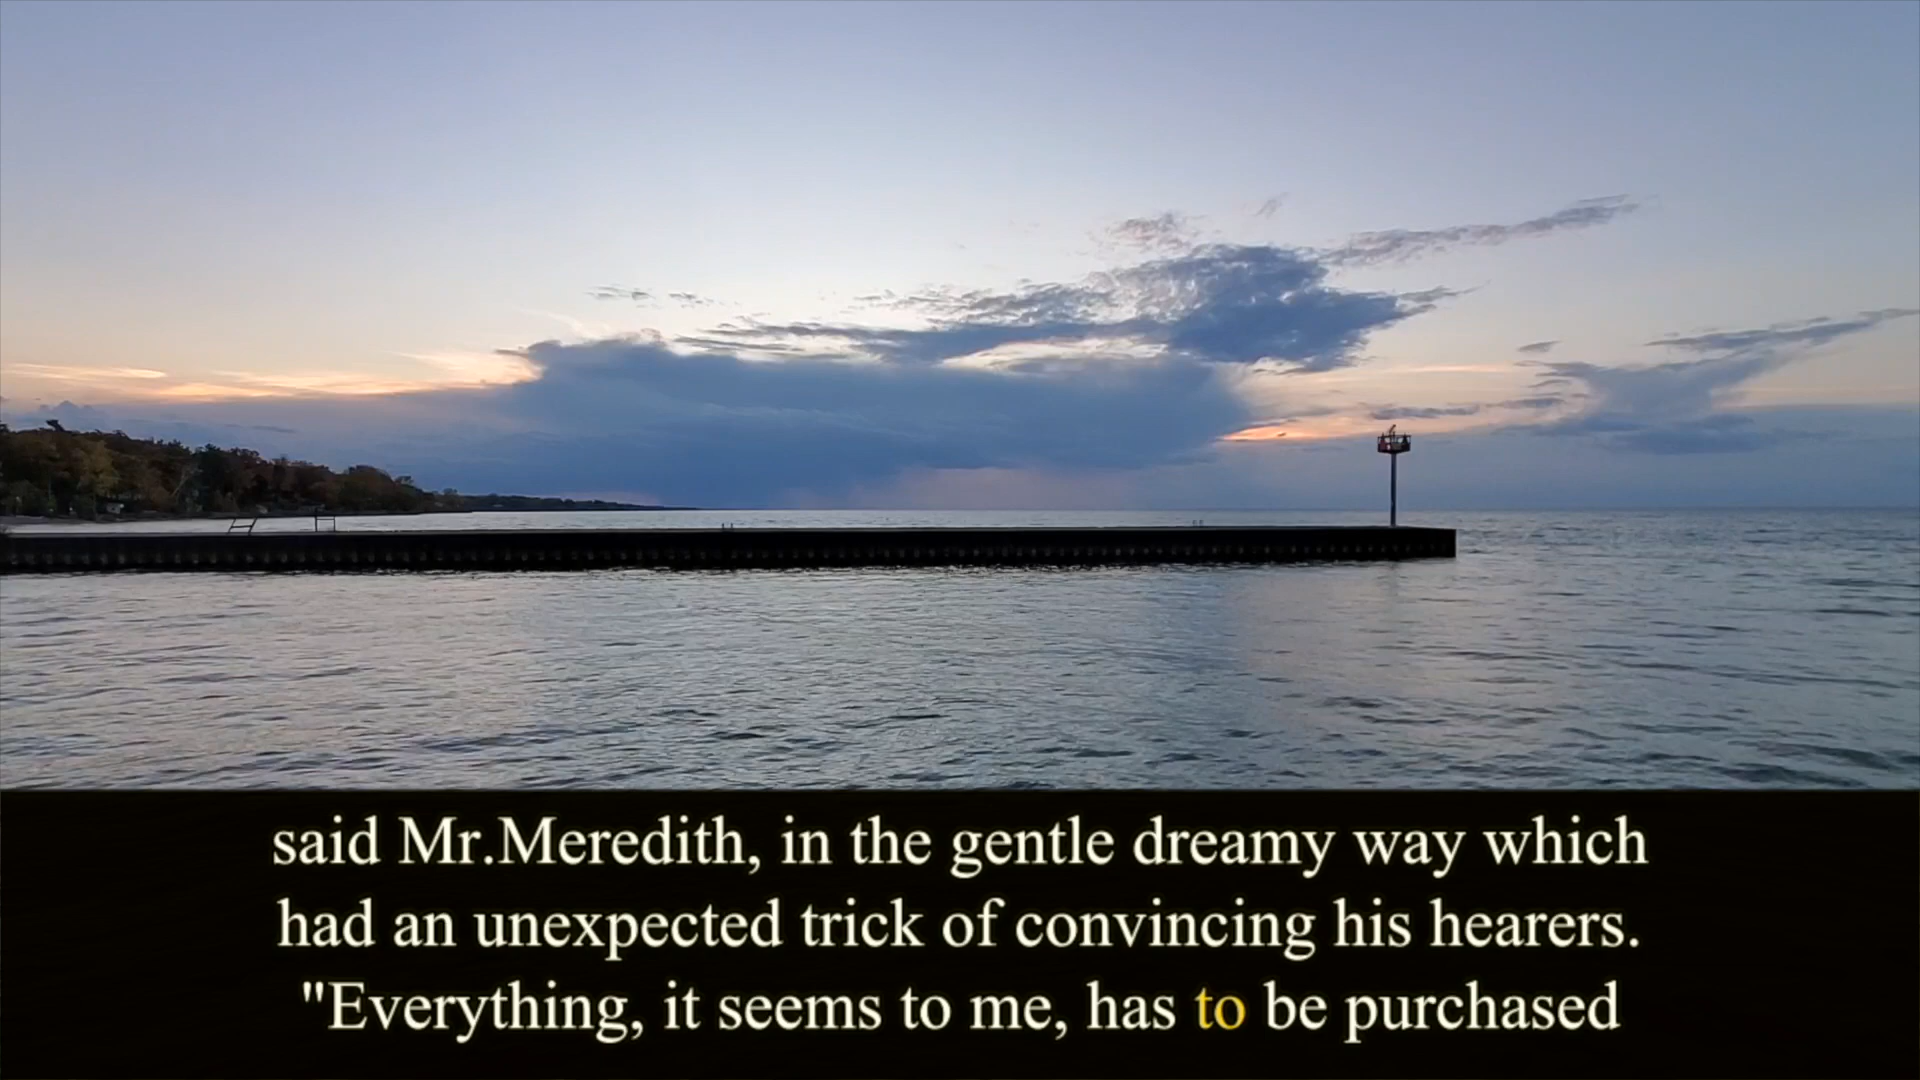 said Mr.Meredith, in the gentle dreamy way which
had an unexpected trick of convincing his hearers.
"Everything, it seems to me, has to be purchased